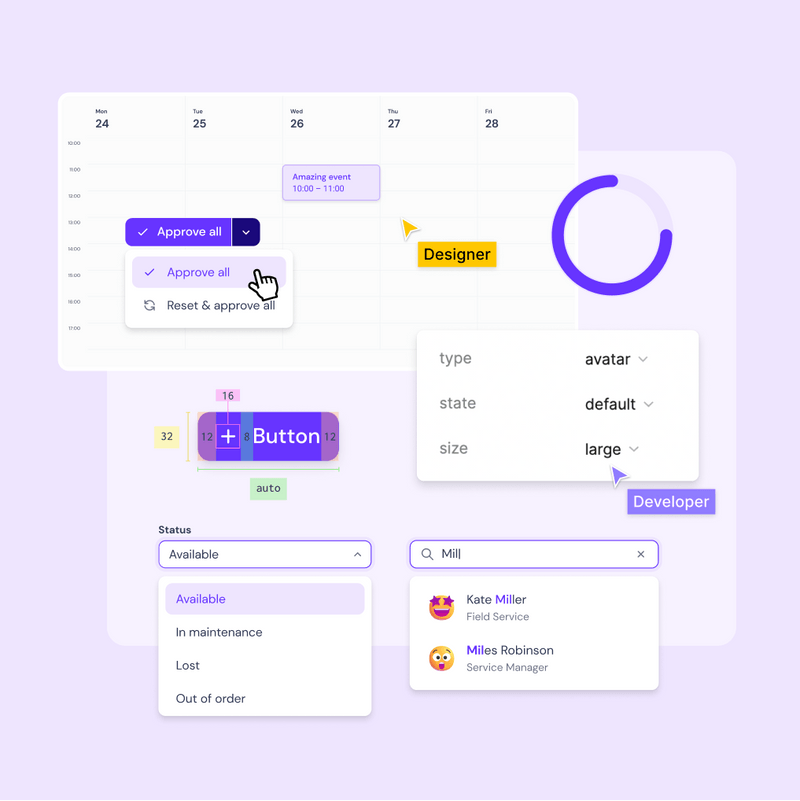 Mon
24
Tue
25
Wed
26
Thu
27
Fri
28
10:00
11:00
12:00
13:00
14:00
15:00
16:00
17:00
Amazing event
10:00 – 11:00
Approve all
Approve all
Reset & approve all
Designer
type avatar
state default
size large
Developer
16
32
12 8 Button 12
auto
Status
Available
Available
In maintenance
Lost
Out of order
Mill
Kate Miller
Field Service
Miles Robinson
Service Manager